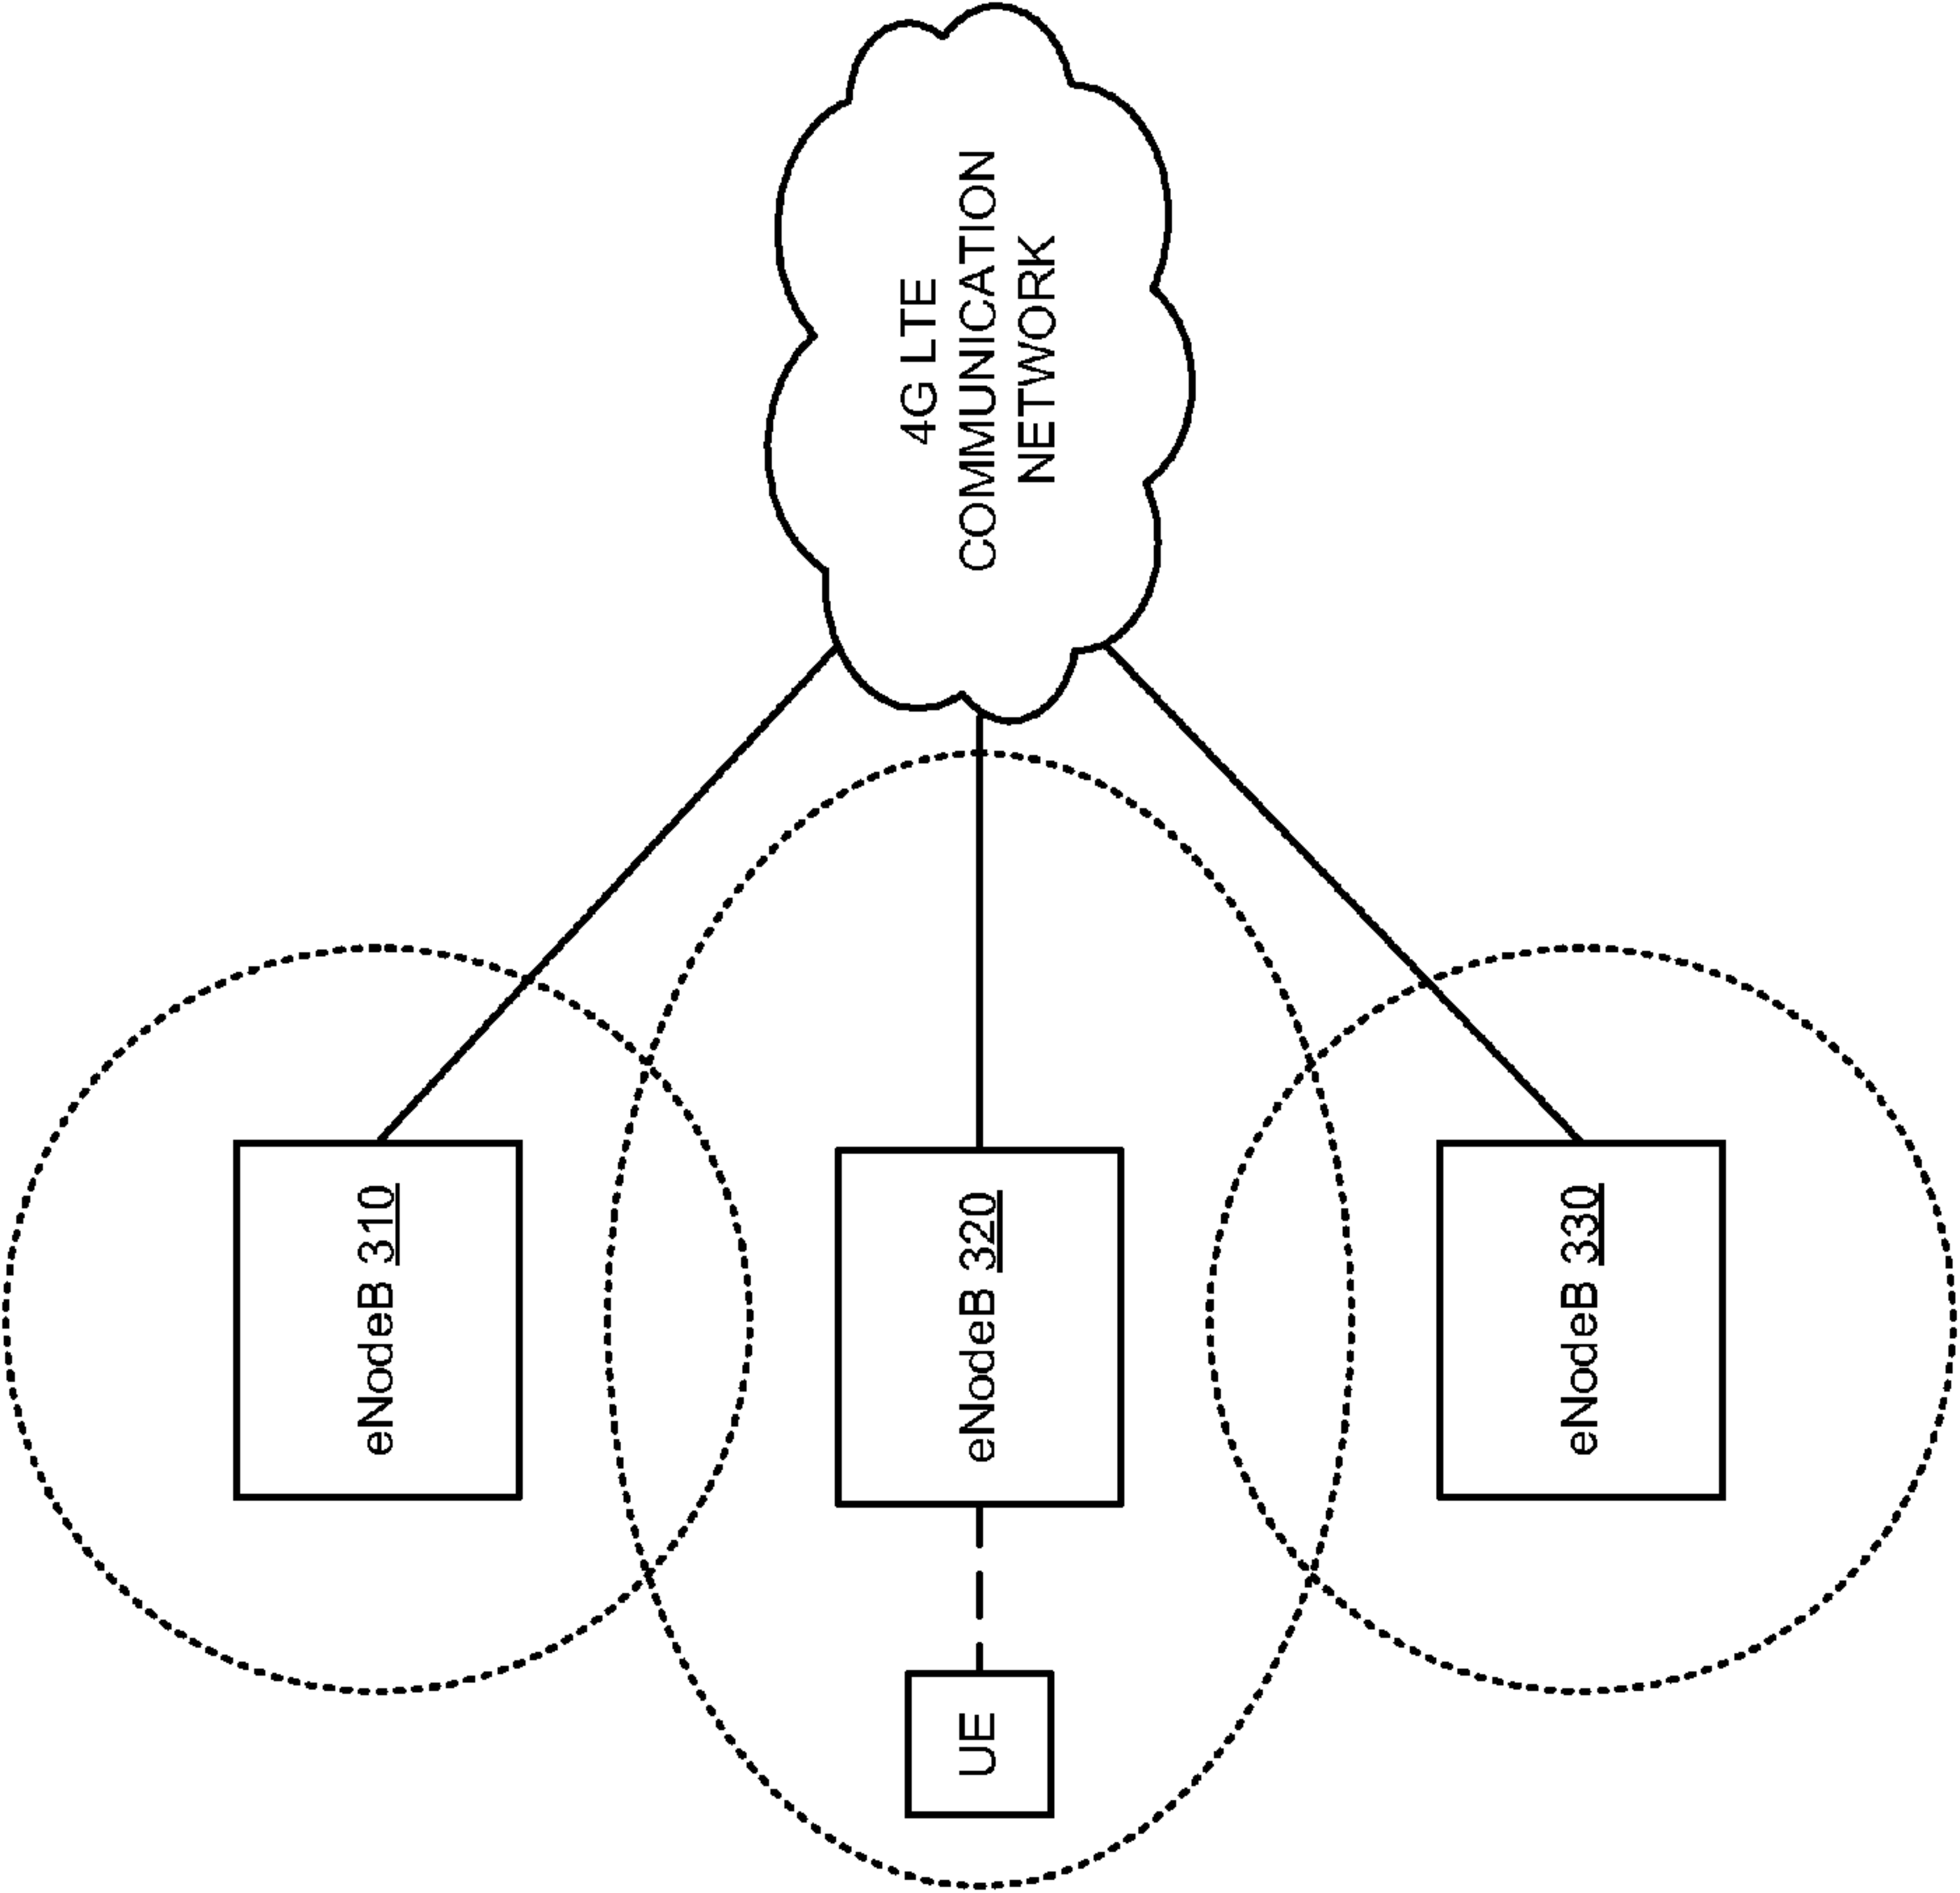 4G LTE
COMMUNICATION
NETWORK
eNodeB 310
eNodeB 320
eNodeB 330
UE